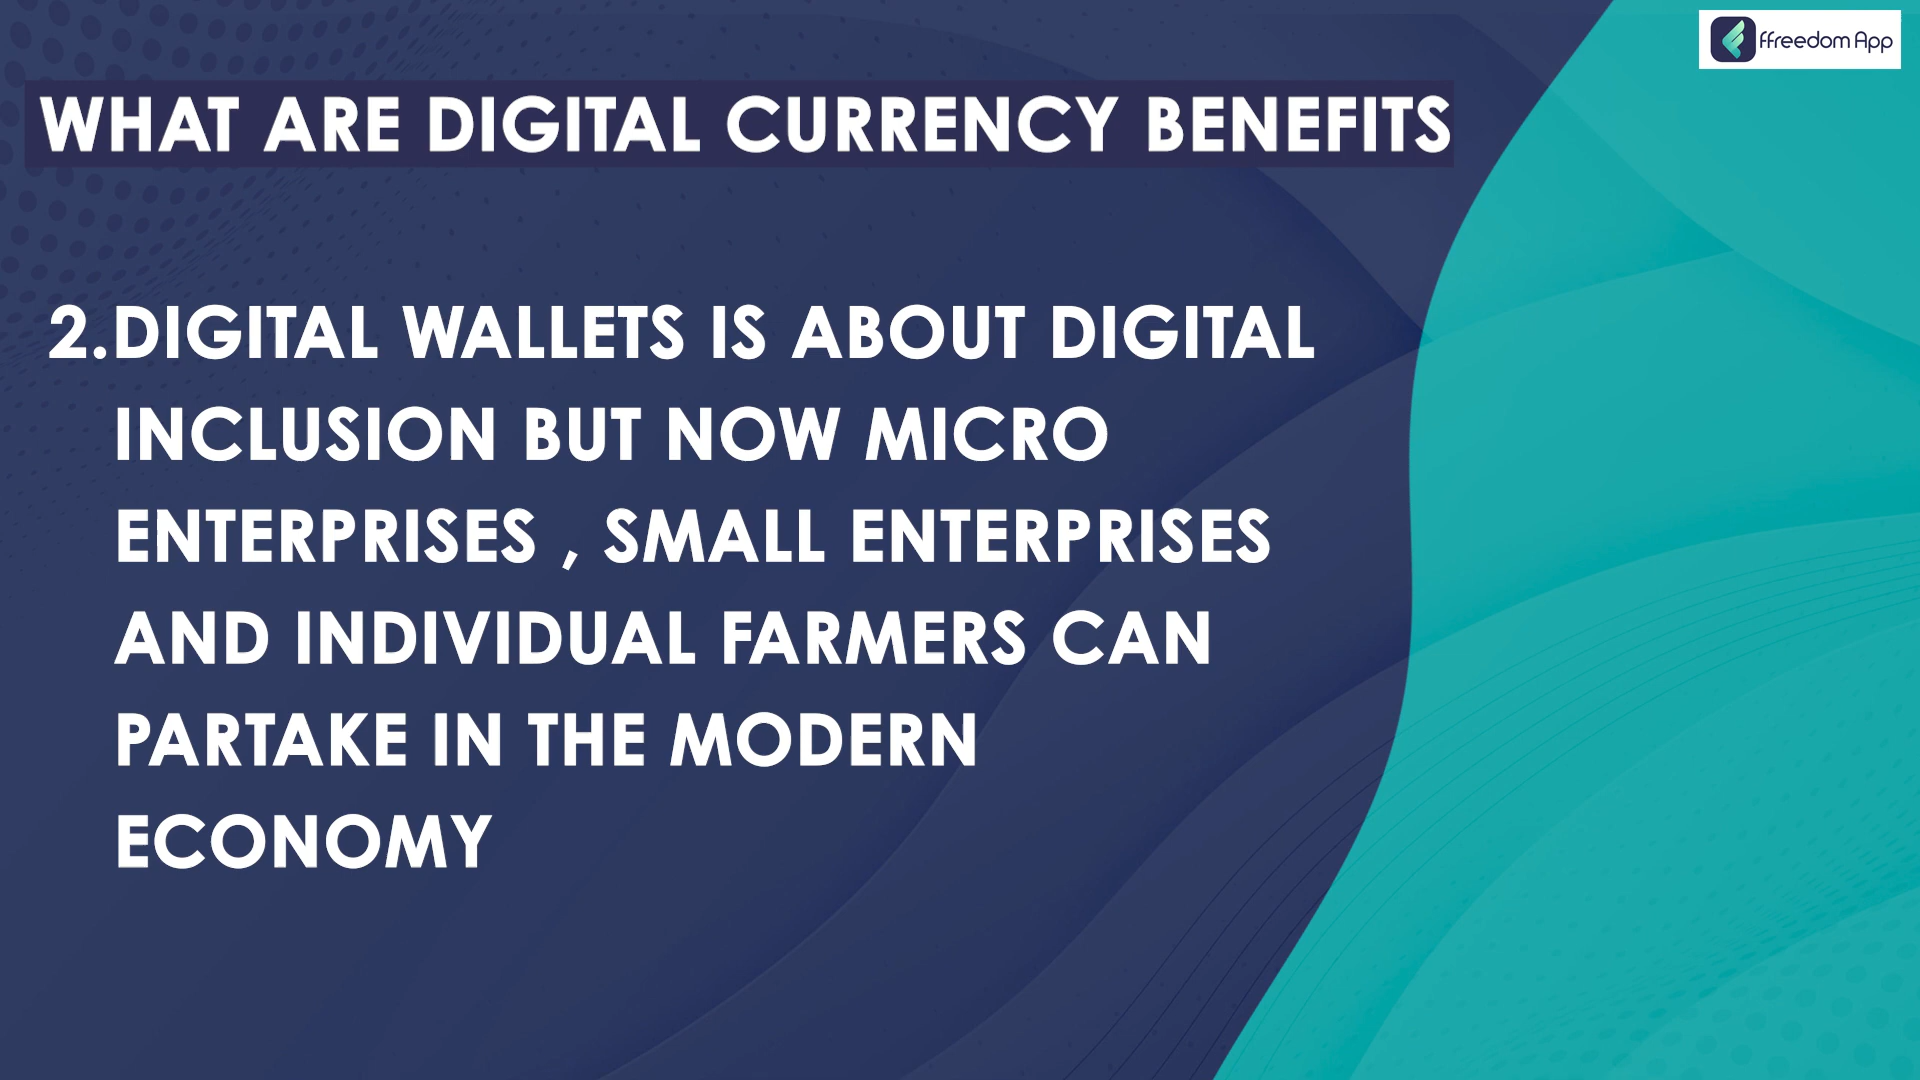 ffreedom App
WHAT ARE DIGITAL CURRENCY BENEFITS
2.DIGITAL WALLETS IS ABOUT DIGITAL
INCLUSION BUT NOW MICRO
ENTERPRISES , SMALL ENTERPRISES
AND INDIVIDUAL FARMERS CAN
PARTAKE IN THE MODERN
ECONOMY